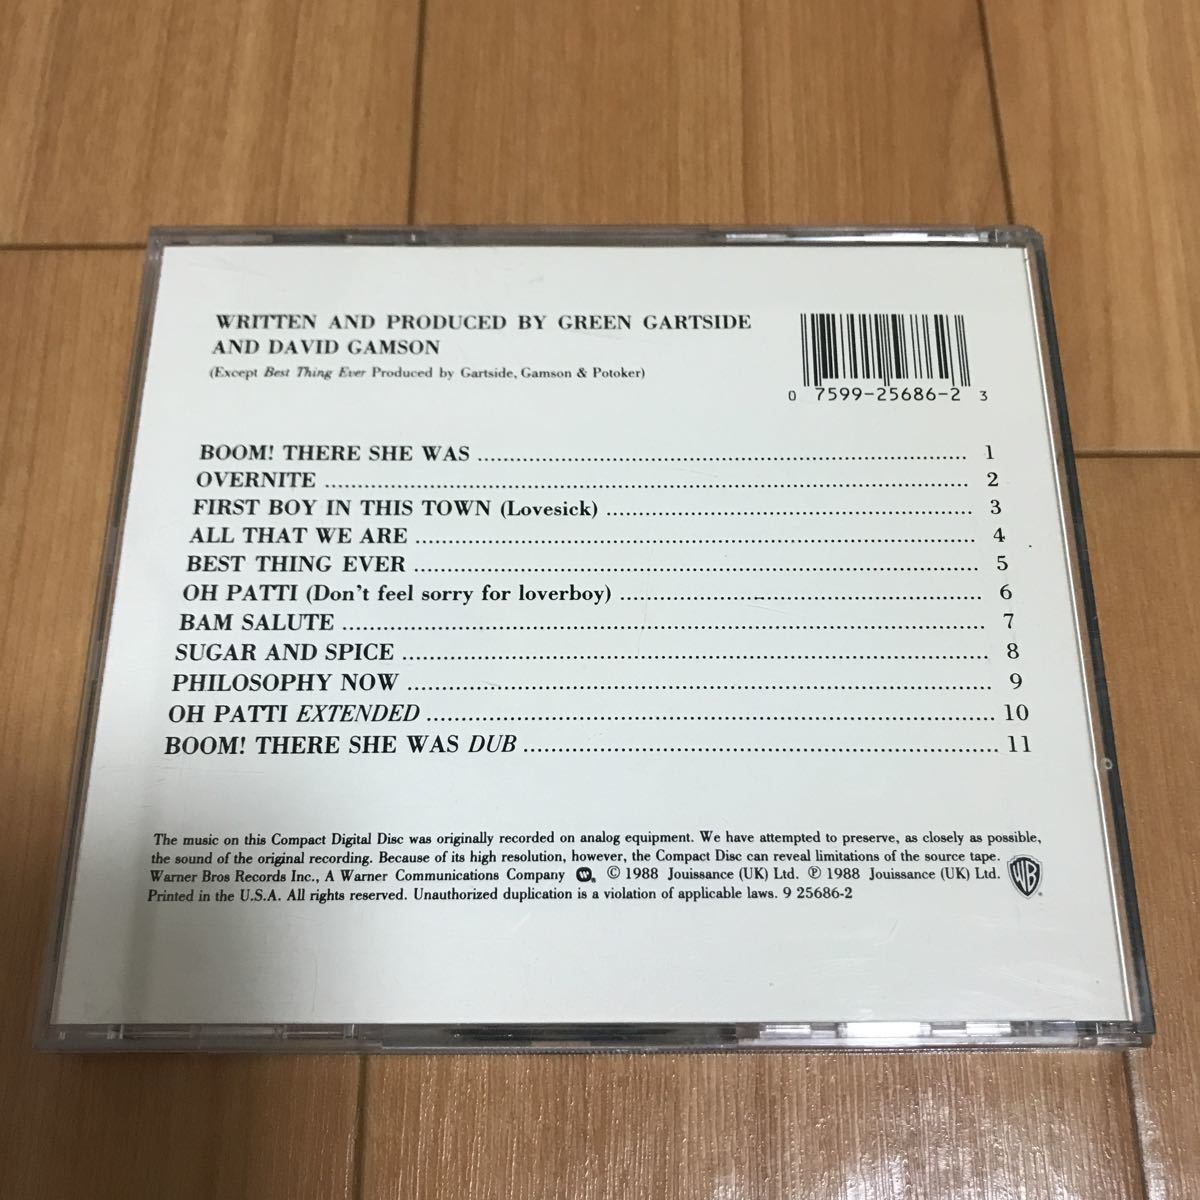 WRITTEN AND PRODUCED BY GREEN GARTSIDE
AND DAVID GAMSON
(Except Best Thing Ever Produced by Gartside, Gamson & Potoker)
0 7599-25686-2 3
BOOM! THERE SHE WAS ........ 1
OVERNITE ........ 2
FIRST BOY IN THIS TOWN (Lovesick) ........ 3
ALL THAT WE ARE ........ 4
BEST THING EVER ........ 5
OH PATTI (Don't feel sorry for loverboy) ........ 6
BAM SALUTE ........ 7
SUGAR AND SPICE ........ 8
PHILOSOPHY NOW ........ 9
OH PATTI EXTENDED ........ 10
BOOM! THERE SHE WAS DUB ........ 11
The music on this Compact Digital Disc was originally recorded on analog equipment. We have attempted to preserve, as closely as possible,
the sound of the original recording. Because of its high resolution, however, the Compact Disc can reveal limitations of the source tape.
Warner Bros Records Inc., A Warner Communications Company © 1988 Jouissance (UK) Ltd. ℗ 1988 Jouissance (UK) Ltd.
Printed in the U.S.A. All rights reserved. Unauthorized duplication is a violation of applicable laws. 9 25686-2
WB